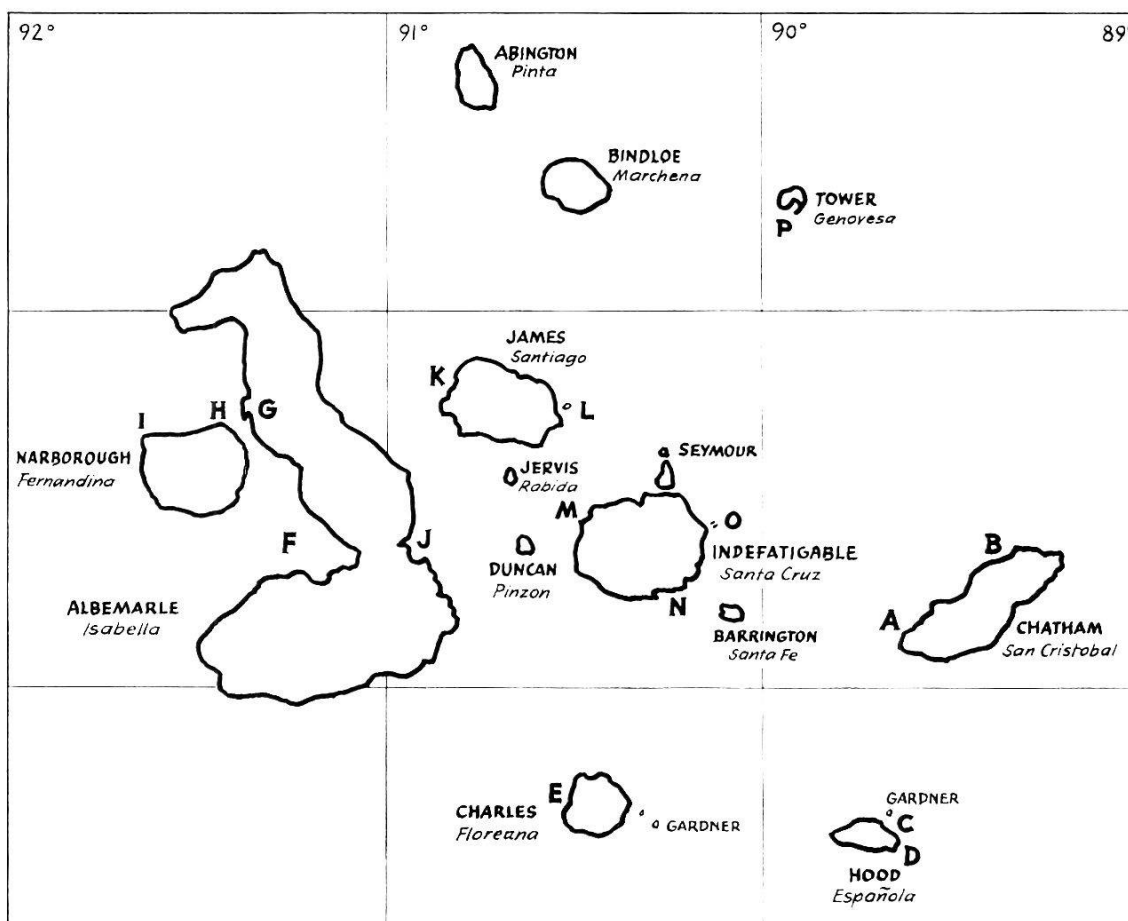 92°
91°
90°
89°
ABINGTON
Pinta
BINDLOE
Marchena
TOWER
Genovesa
P
JAMES
Santiago
K
L
I
H
G
NARBOROUGH
Fernandina
JERVIS
Rabida
SEYMOUR
M
O
F
J
DUNCAN
Pinzon
INDEFATIGABLE
Santa Cruz
B
ALBEMARLE
Isabella
N
BARRINGTON
Santa Fe
A
CHATHAM
San Cristobal
E
CHARLES
Floreana
GARDNER
GARDNER
C
D
HOOD
Española